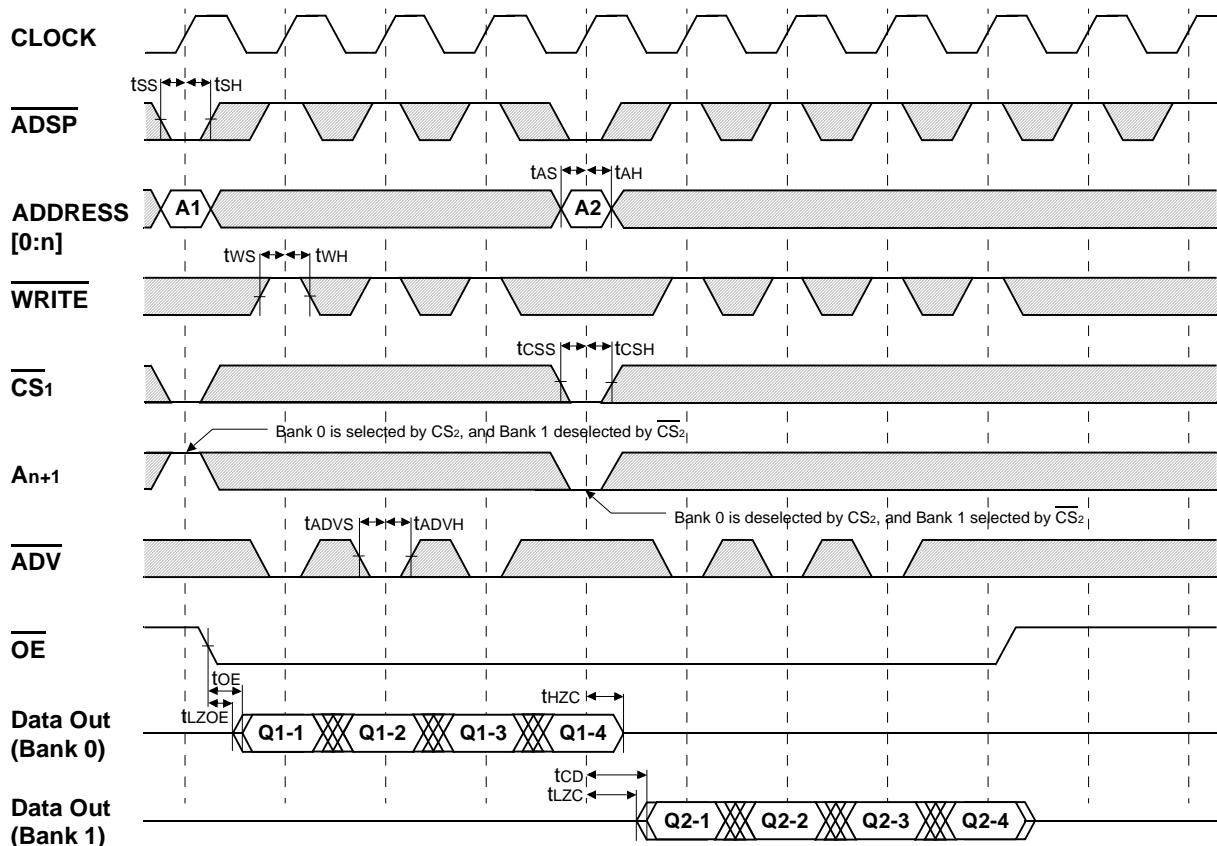 CLOCK
tSS tSH
ADSP
tAS tAH
ADDRESS
[0:n]
A1 A2
tWS tWH
WRITE
tCSS tCSH
CS1
Bank 0 is selected by CS2, and Bank 1 deselected by CS2
An+1
Bank 0 is deselected by CS2, and Bank 1 selected by CS2
tADVS tADVH
ADV
OE
tOE
tHZC
tLZOE
Data Out
(Bank 0)
Q1-1 Q1-2 Q1-3 Q1-4
tCD
tLZC
Data Out
(Bank 1)
Q2-1 Q2-2 Q2-3 Q2-4